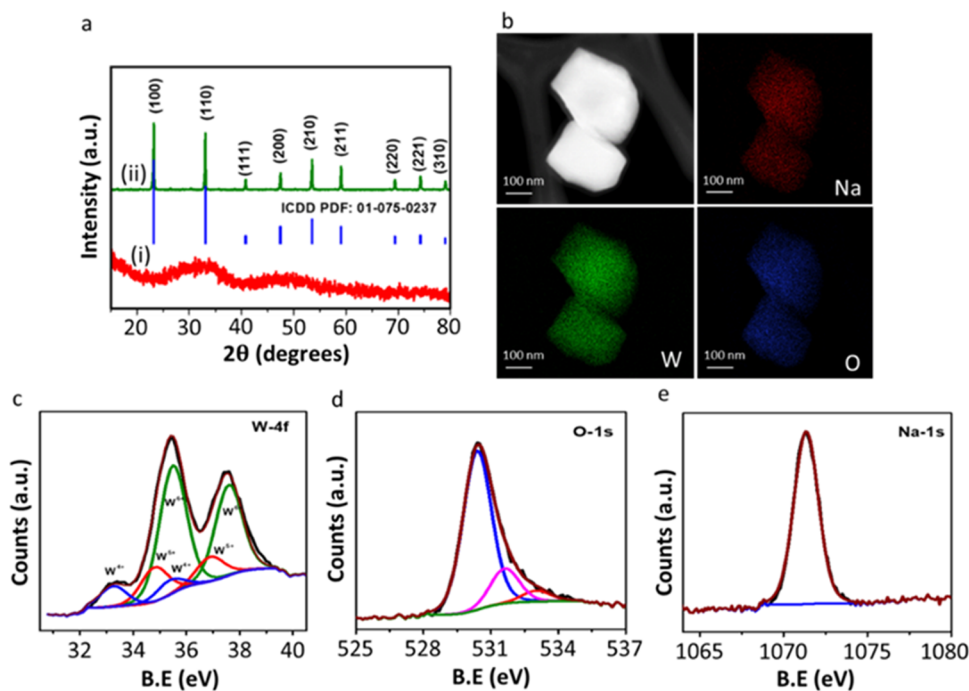 a
Intensity (a.u.)
(100)
(110)
(111)
(200)
(210)
(211)
(220)
(221)
(310)
(ii)
ICDD PDF: 01-075-0237
(i)
20 30 40 50 60 70 80
2θ (degrees)
b
100 nm
100 nm
Na
100 nm
W
100 nm
O
c
W-4f
Counts (a.u.)
W⁴⁺
W⁵⁺
W⁶⁺
W⁴⁺
W⁵⁺
32 34 36 38 40
B.E (eV)
d
O-1s
Counts (a.u.)
525 528 531 534 537
B.E (eV)
e
Na-1s
Counts (a.u.)
1065 1070 1075 1080
B.E (eV)